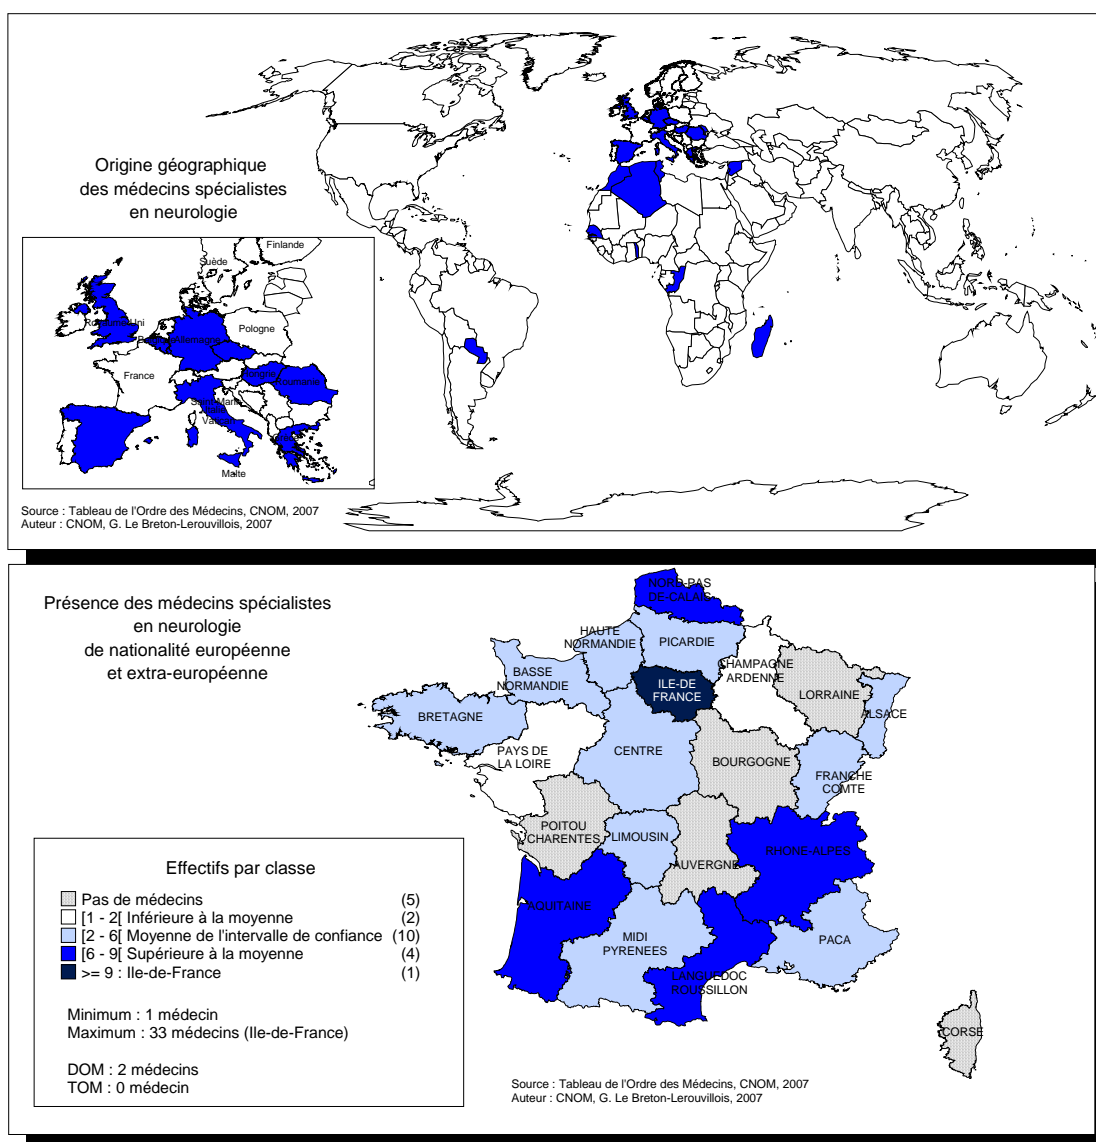 Origine géographique
des médecins spécialistes
en neurologie
Finlande
Suède
Royaume-Uni
Pologne
Allemagne
France
Hongrie
Roumanie
Saint-Marin
Italie
Vatican
Grèce
Malte
Source : Tableau de l'Ordre des Médecins, CNOM, 2007
Auteur : CNOM, G. Le Breton-Lerouvillois, 2007
Présence des médecins spécialistes
en neurologie
de nationalité européenne
et extra-européenne
NORD-PAS
DE-CALAIS
HAUTE
NORMANDIE
PICARDIE
BASSE
NORMANDIE
ILE-DE
FRANCE
CHAMPAGNE
ARDENNE
LORRAINE
ALSACE
BRETAGNE
PAYS DE
LA LOIRE
CENTRE
BOURGOGNE
FRANCHE
COMTE
POITOU
CHARENTES
LIMOUSIN
AUVERGNE
RHONE-ALPES
AQUITAINE
MIDI
PYRENEES
LANGUEDOC
ROUSSILLON
PACA
CORSE
Effectifs par classe
Pas de médecins (5)
[1 - 2[ Inférieure à la moyenne (2)
[2 - 6[ Moyenne de l'intervalle de confiance (10)
[6 - 9[ Supérieure à la moyenne (4)
>= 9 : Ile-de-France (1)
Minimum : 1 médecin
Maximum : 33 médecins (Ile-de-France)
DOM : 2 médecins
TOM : 0 médecin
Source : Tableau de l'Ordre des Médecins, CNOM, 2007
Auteur : CNOM, G. Le Breton-Lerouvillois, 2007